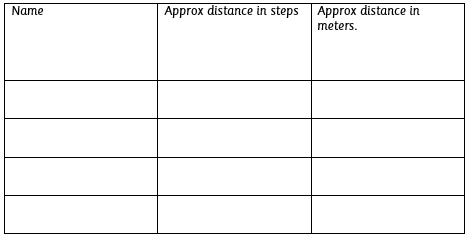 Name
Approx distance in steps
Approx distance in
meters.